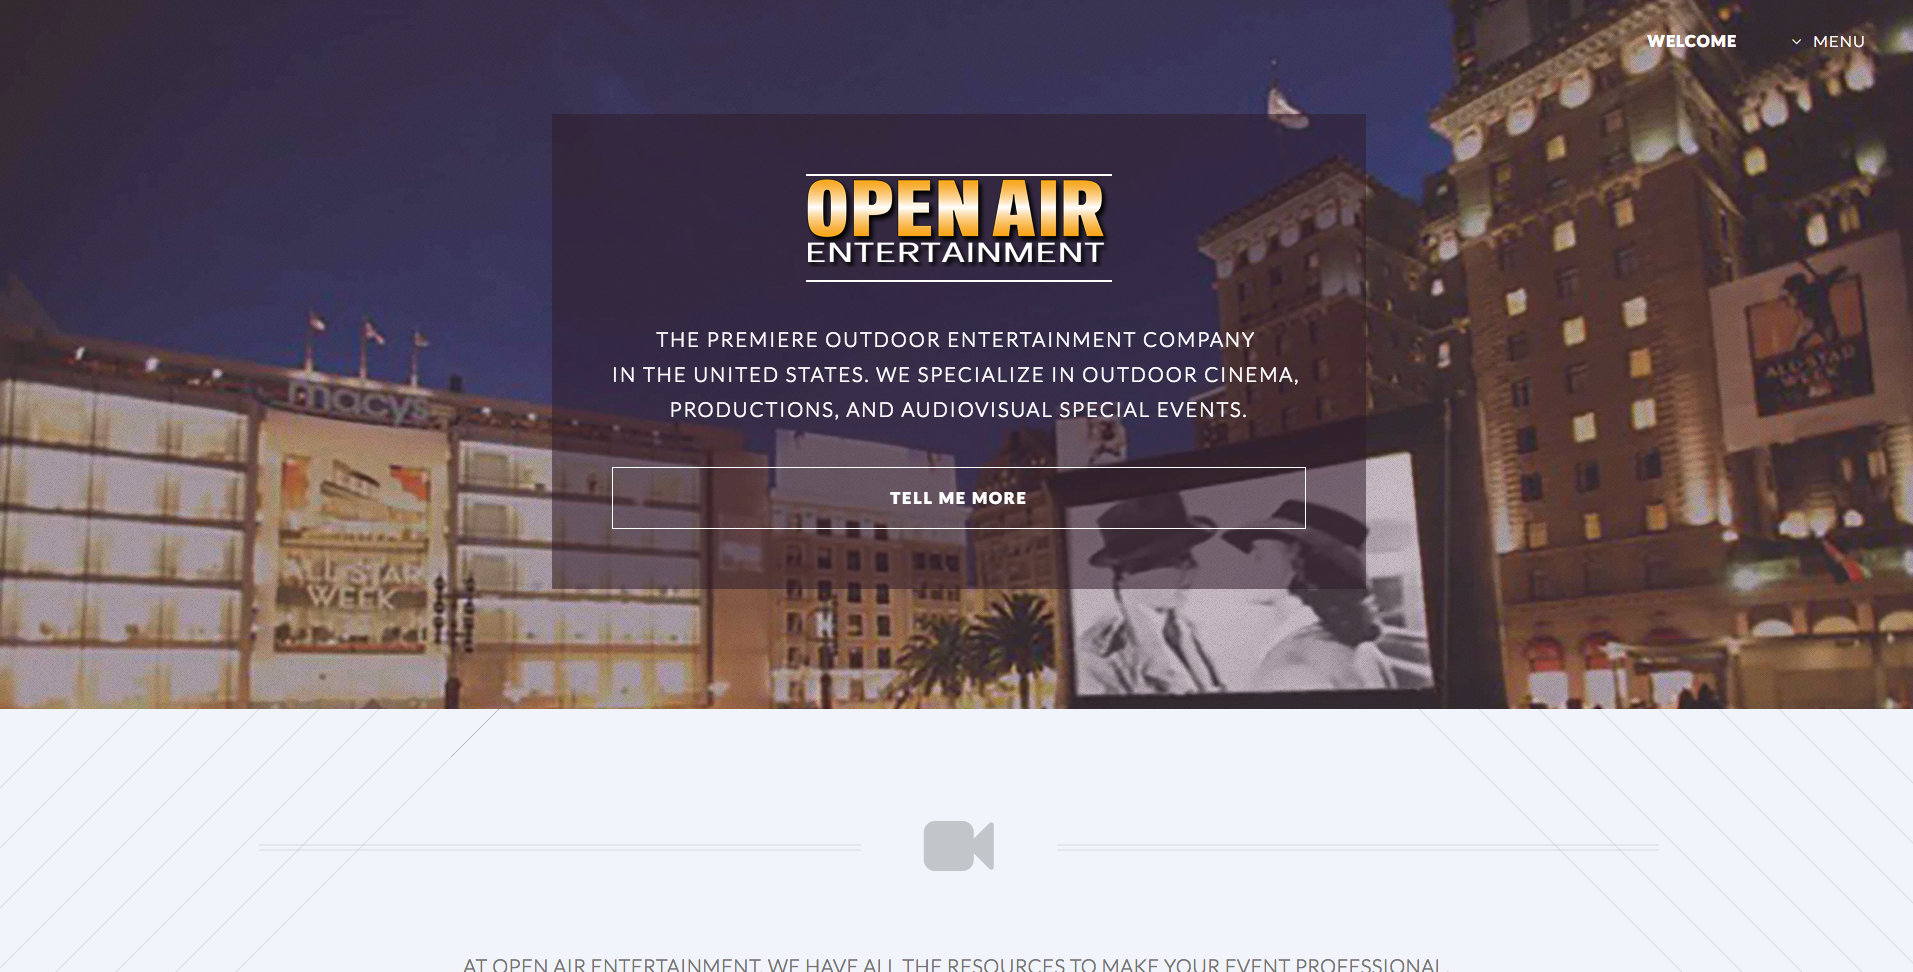 WELCOME
MENU
OPEN AIR
ENTERTAINMENT
THE PREMIERE OUTDOOR ENTERTAINMENT COMPANY
IN THE UNITED STATES. WE SPECIALIZE IN OUTDOOR CINEMA,
PRODUCTIONS, AND AUDIOVISUAL SPECIAL EVENTS.
TELL ME MORE
macy's
ALL STAR
WEEK
ALL STAR
WEEK
AT OPEN AIR ENTERTAINMENT, WE HAVE ALL THE RESOURCES TO MAKE YOUR EVENT PROFESSIONAL,